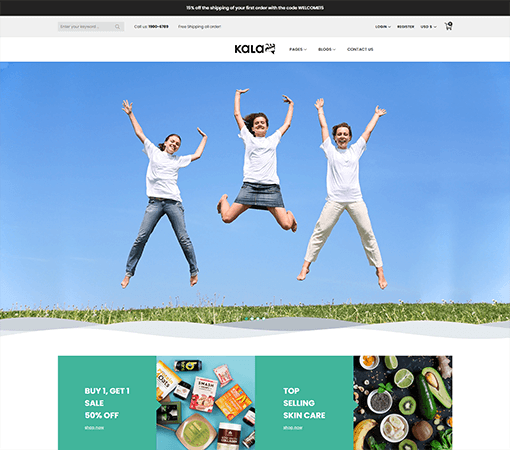 15% off the shipping of your first order with the code WELCOME15
Enter your keyword... Call us: 1990-6789 Free Shipping all order! LOGIN REGISTER USD $ 0
KALA PAGES BLOGS CONTACT US
BUY 1, GET 1
SALE
50% OFF
shop now
TOP
SELLING
SKIN CARE
shop now
SMASH